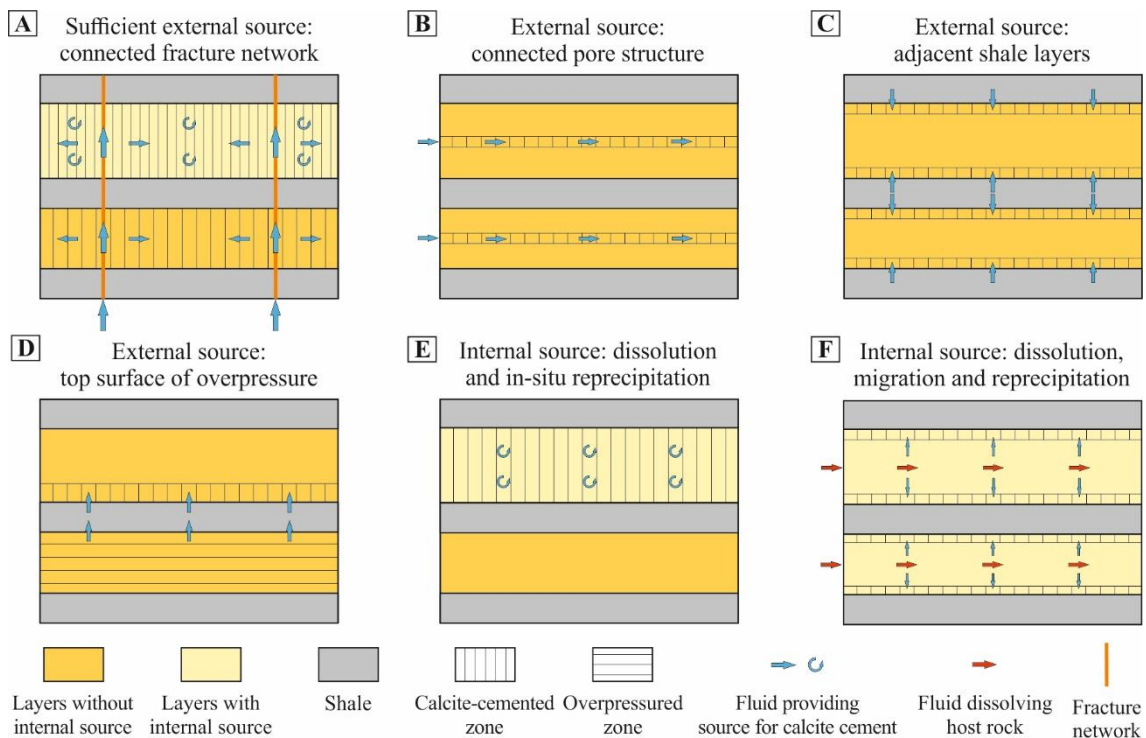 A
Sufficient external source:
connected fracture network
B
External source:
connected pore structure
C
External source:
adjacent shale layers
D
External source:
top surface of overpressure
E
Internal source: dissolution
and in-situ reprecipitation
F
Internal source: dissolution,
migration and reprecipitation
Layers without
internal source
Layers with
internal source
Shale
Calcite-cemented
zone
Overpressured
zone
Fluid providing
source for calcite cement
Fluid dissolving
host rock
Fracture
network